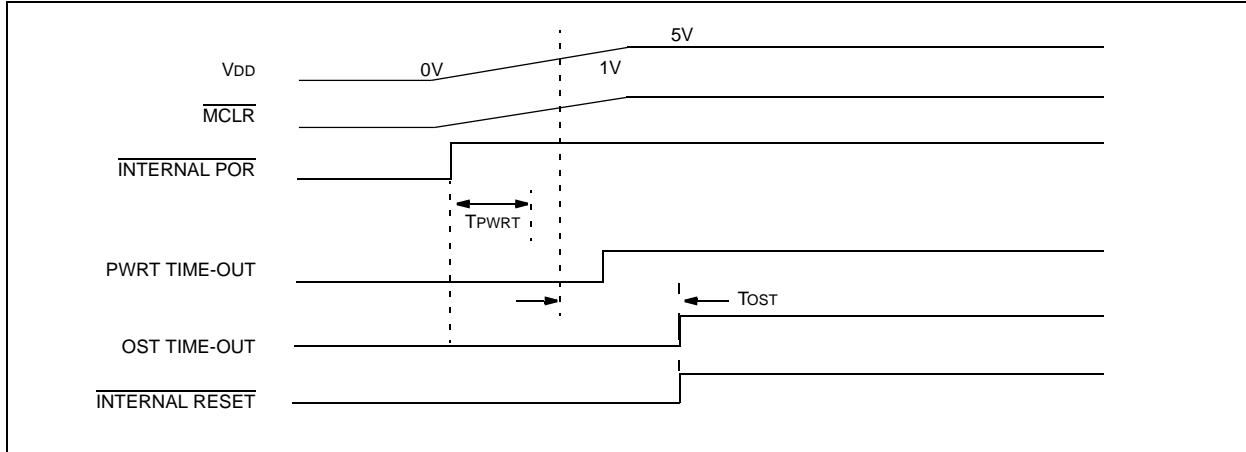 5V
VDD 0V 1V
MCLR
INTERNAL POR
TPWRT
PWRT TIME-OUT
TOST
OST TIME-OUT
INTERNAL RESET